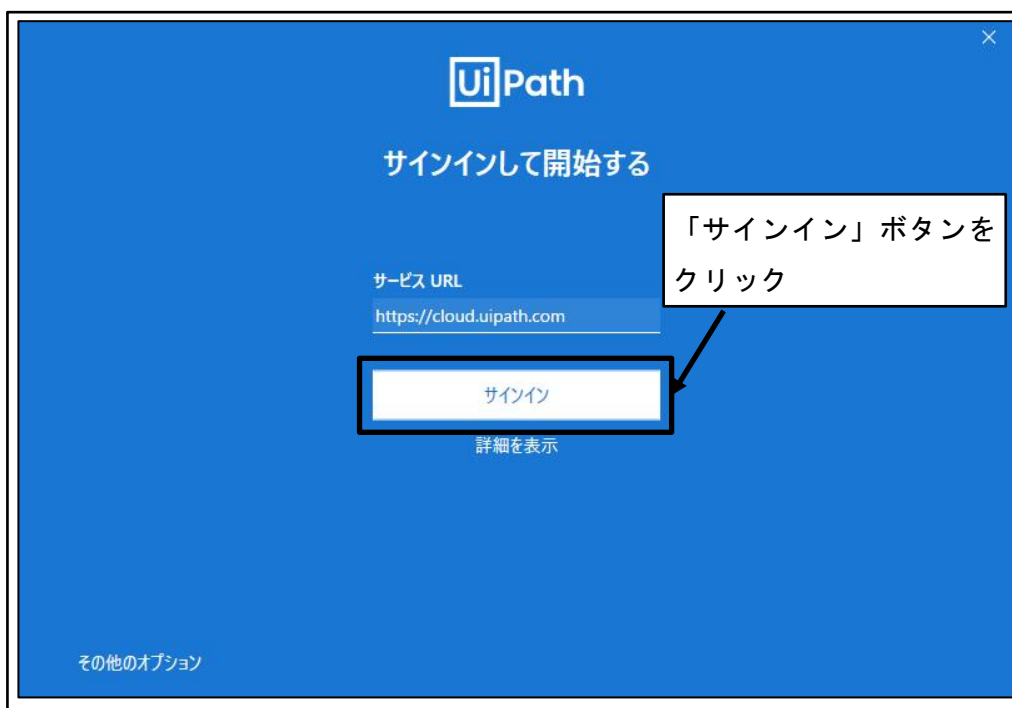 UiPath
サインインして開始する
「サインイン」ボタンを
クリック
サービス URL
https://cloud.uipath.com
サインイン
詳細を表示
その他のオプション